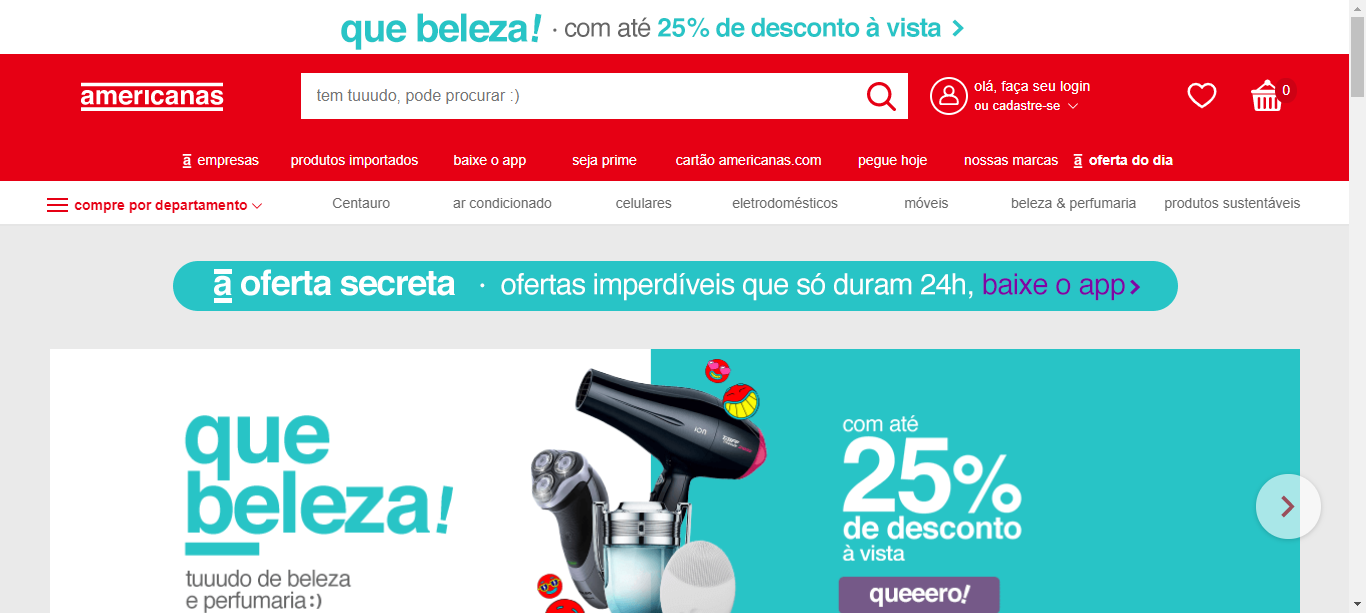 que beleza! · com até 25% de desconto à vista
americanas
tem tuuudo, pode procurar :)
olá, faça seu login
ou cadastre-se
0
a empresas
produtos importados
baixe o app
seja prime
cartão americanas.com
pegue hoje
nossas marcas
a oferta do dia
compre por departamento
Centauro
ar condicionado
celulares
eletrodomésticos
móveis
beleza & perfumaria
produtos sustentáveis
a oferta secreta · ofertas imperdíveis que só duram 24h, baixe o app
que
beleza!
tuuudo de beleza
e perfumaria:)
ion
com até
25%
de desconto
à vista
queeero!